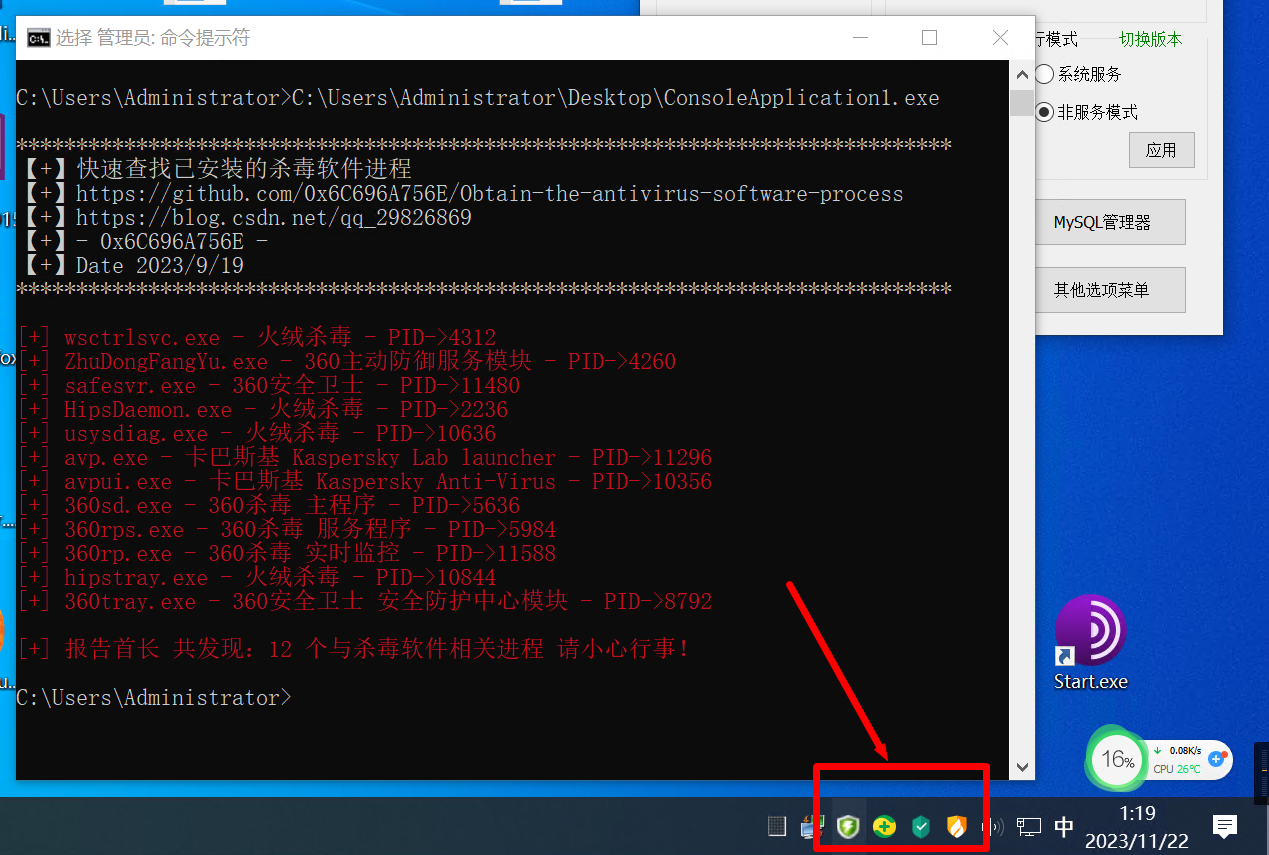 选择 管理员: 命令提示符
C:\Users\Administrator>C:\Users\Administrator\Desktop\ConsoleApplication1.exe
******************************************************************************
【+】快速查找已安装的杀毒软件进程
【+】https://github.com/0x6C696A756E/Obtain-the-antivirus-software-process
【+】https://blog.csdn.net/qq_29826869
【+】- 0x6C696A756E -
【+】Date 2023/9/19
******************************************************************************
[+] wsctrlsvc.exe - 火绒杀毒 - PID->4312
[+] ZhuDongFangYu.exe - 360主动防御服务模块 - PID->4260
[+] safesvr.exe - 360安全卫士 - PID->11480
[+] HipsDaemon.exe - 火绒杀毒 - PID->2236
[+] usysdiag.exe - 火绒杀毒 - PID->10636
[+] avp.exe - 卡巴斯基 Kaspersky Lab launcher - PID->11296
[+] avpui.exe - 卡巴斯基 Kaspersky Anti-Virus - PID->10356
[+] 360sd.exe - 360杀毒 主程序 - PID->5636
[+] 360rps.exe - 360杀毒 服务程序 - PID->5984
[+] 360rp.exe - 360杀毒 实时监控 - PID->11588
[+] hipstray.exe - 火绒杀毒 - PID->10844
[+] 360tray.exe - 360安全卫士 安全防护中心模块 - PID->8792
[+] 报告首长 共发现: 12 个与杀毒软件相关进程 请小心行事!
C:\Users\Administrator>
行模式
切换版本
系统服务
非服务模式
应用
MySQL管理器
其他选项菜单
Start.exe
16%
0.08K/s
CPU 26℃
中
1:19
2023/11/22